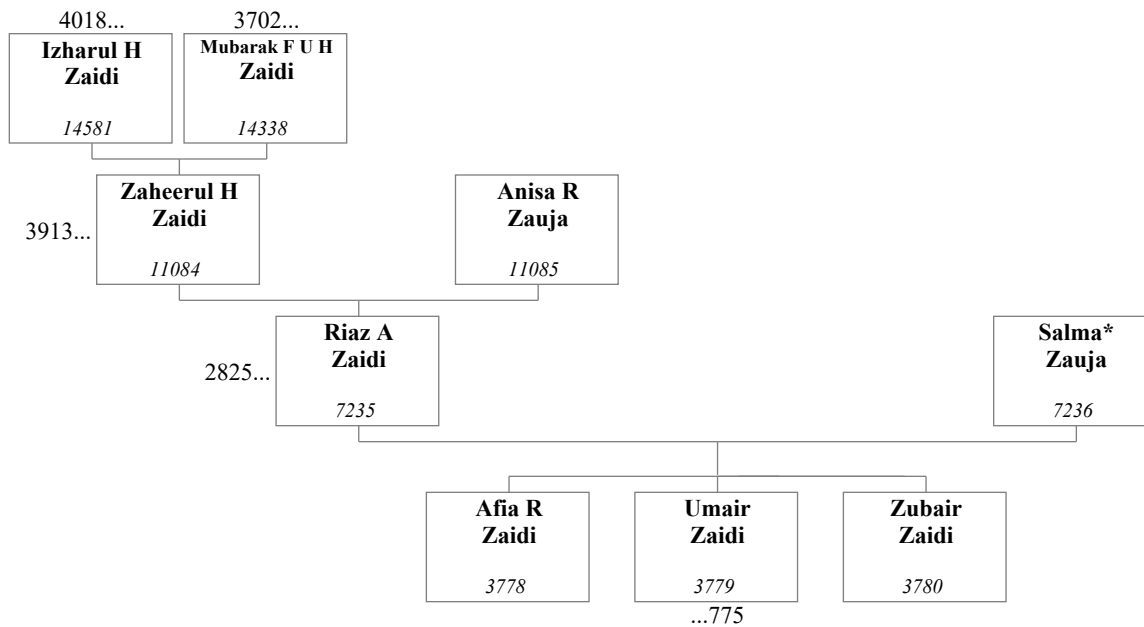 4018...
3702...
Izharul H
Zaidi
14581
Mubarak F U H
Zaidi
14338
3913...
Zaheerul H
Zaidi
11084
Anisa R
Zauja
11085
2825...
Riaz A
Zaidi
7235
Salma*
Zauja
7236
Afia R
Zaidi
3778
Umair
Zaidi
3779
Zubair
Zaidi
3780
...775